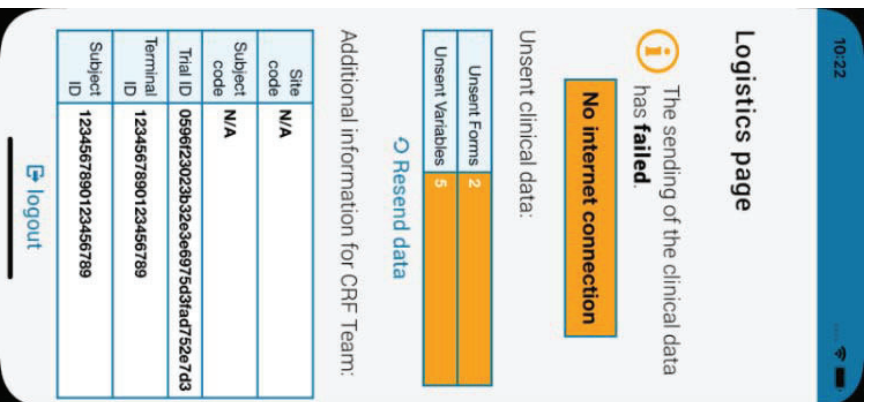 10:22
Logistics page
The sending of the clinical data
has failed.
No internet connection
Unsent clinical data:
Unsent Forms 2
Unsent Variables 5
Resend data
Additional information for CRF Team:
Site
code N/A
Subject
code N/A
Trial ID 0596f23023b32e3e6975d3fad752e7d3
Terminal
ID 1234567890123456789
Subject
ID 1234567890123456789
logout